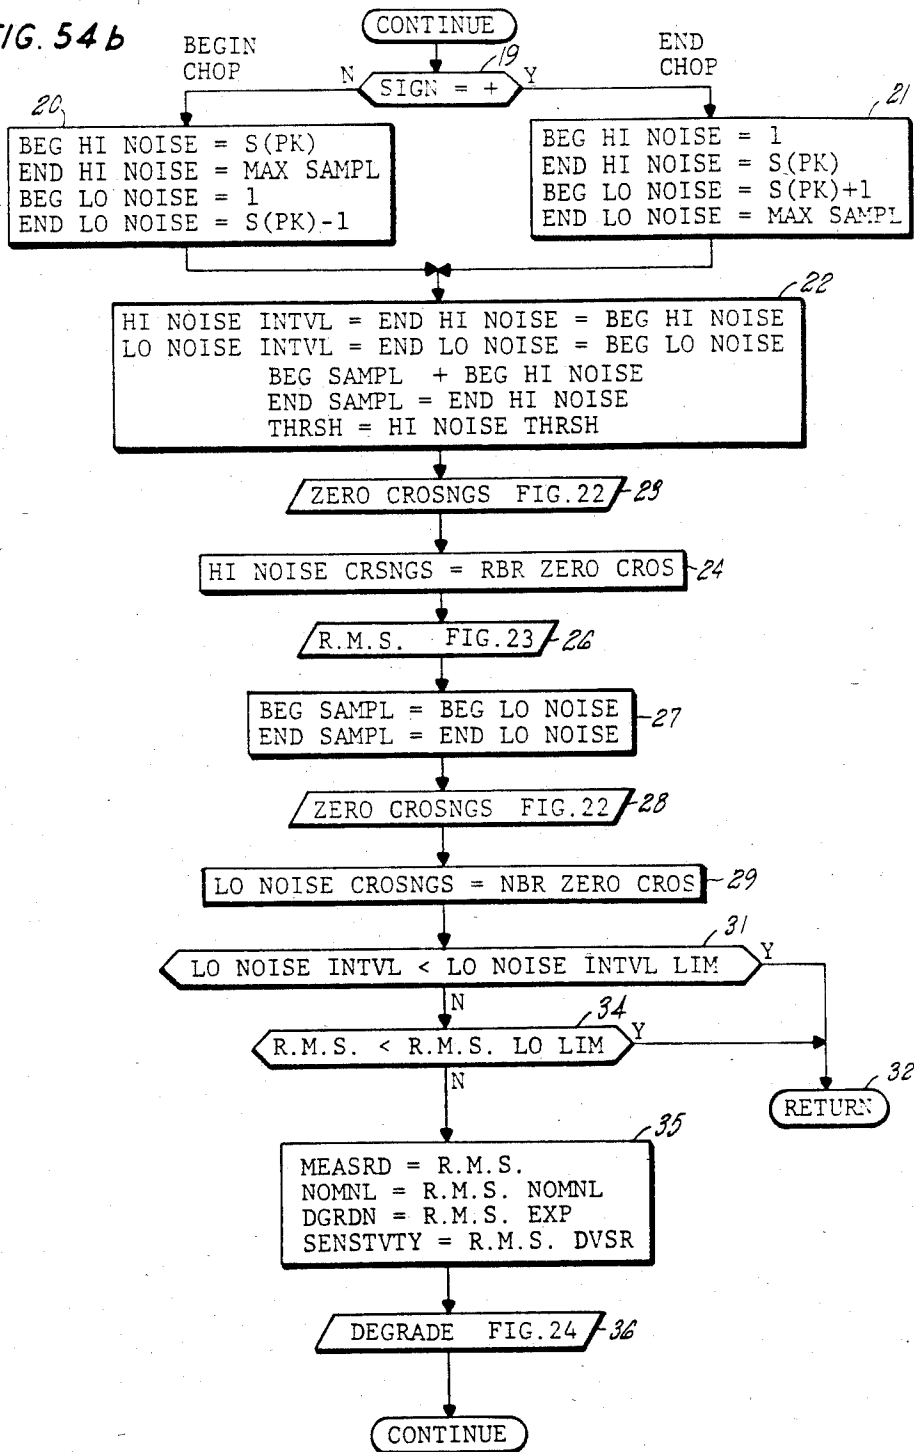 FIG. 54b
CONTINUE
BEGIN
CHOP
END
CHOP
19
N
SIGN = +
Y
20
BEG HI NOISE = S(PK)
END HI NOISE = MAX SAMPL
BEG LO NOISE = 1
END LO NOISE = S(PK)-1
21
BEG HI NOISE = 1
END HI NOISE = S(PK)
BEG LO NOISE = S(PK)+1
END LO NOISE = MAX SAMPL
22
HI NOISE INTVL = END HI NOISE = BEG HI NOISE
LO NOISE INTVL = END LO NOISE = BEG LO NOISE
BEG SAMPL + BEG HI NOISE
END SAMPL = END HI NOISE
THRSH = HI NOISE THRSH
ZERO CROSNGS FIG.22
23
HI NOISE CRSNGS = RBR ZERO CROS
24
R.M.S. FIG.23
26
BEG SAMPL = BEG LO NOISE
END SAMPL = END LO NOISE
27
ZERO CROSNGS FIG.22
28
LO NOISE CROSNGS = NBR ZERO CROS
29
31
LO NOISE INTVL < LO NOISE INTVL LIM
Y
N
34
R.M.S. < R.M.S. LO LIM
Y
N
32
RETURN
35
MEASRD = R.M.S.
NOMNL = R.M.S. NOMNL
DGRDN = R.M.S. EXP
SENSTVTY = R.M.S. DVSR
DEGRADE FIG.24
36
CONTINUE